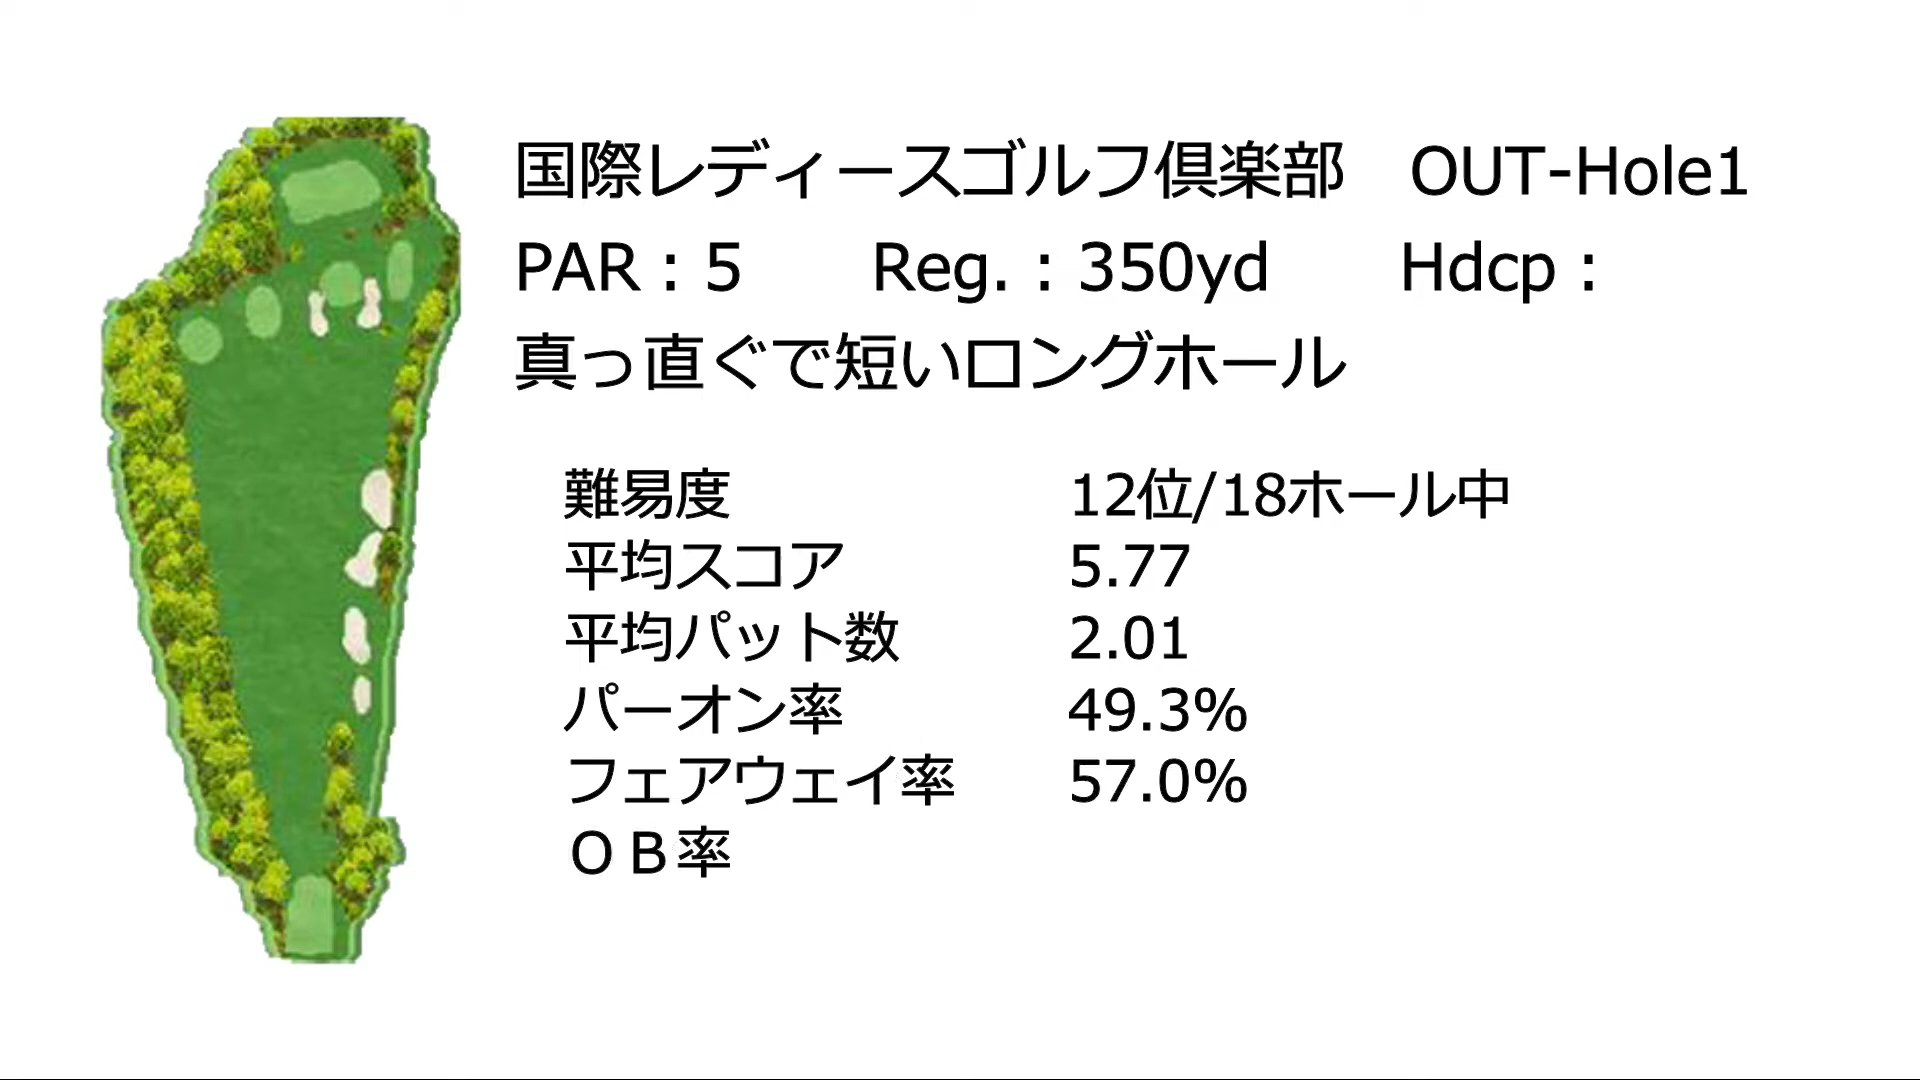 国際レディースゴルフ倶楽部　OUT-Hole1
PAR：5　　Reg.：350yd　　Hdcp：
真っ直ぐで短いロングホール
難易度　　12位/18ホール中
平均スコア　　5.77
平均パット数　　2.01
パーオン率　　49.3%
フェアウェイ率　　57.0%
ＯＢ率